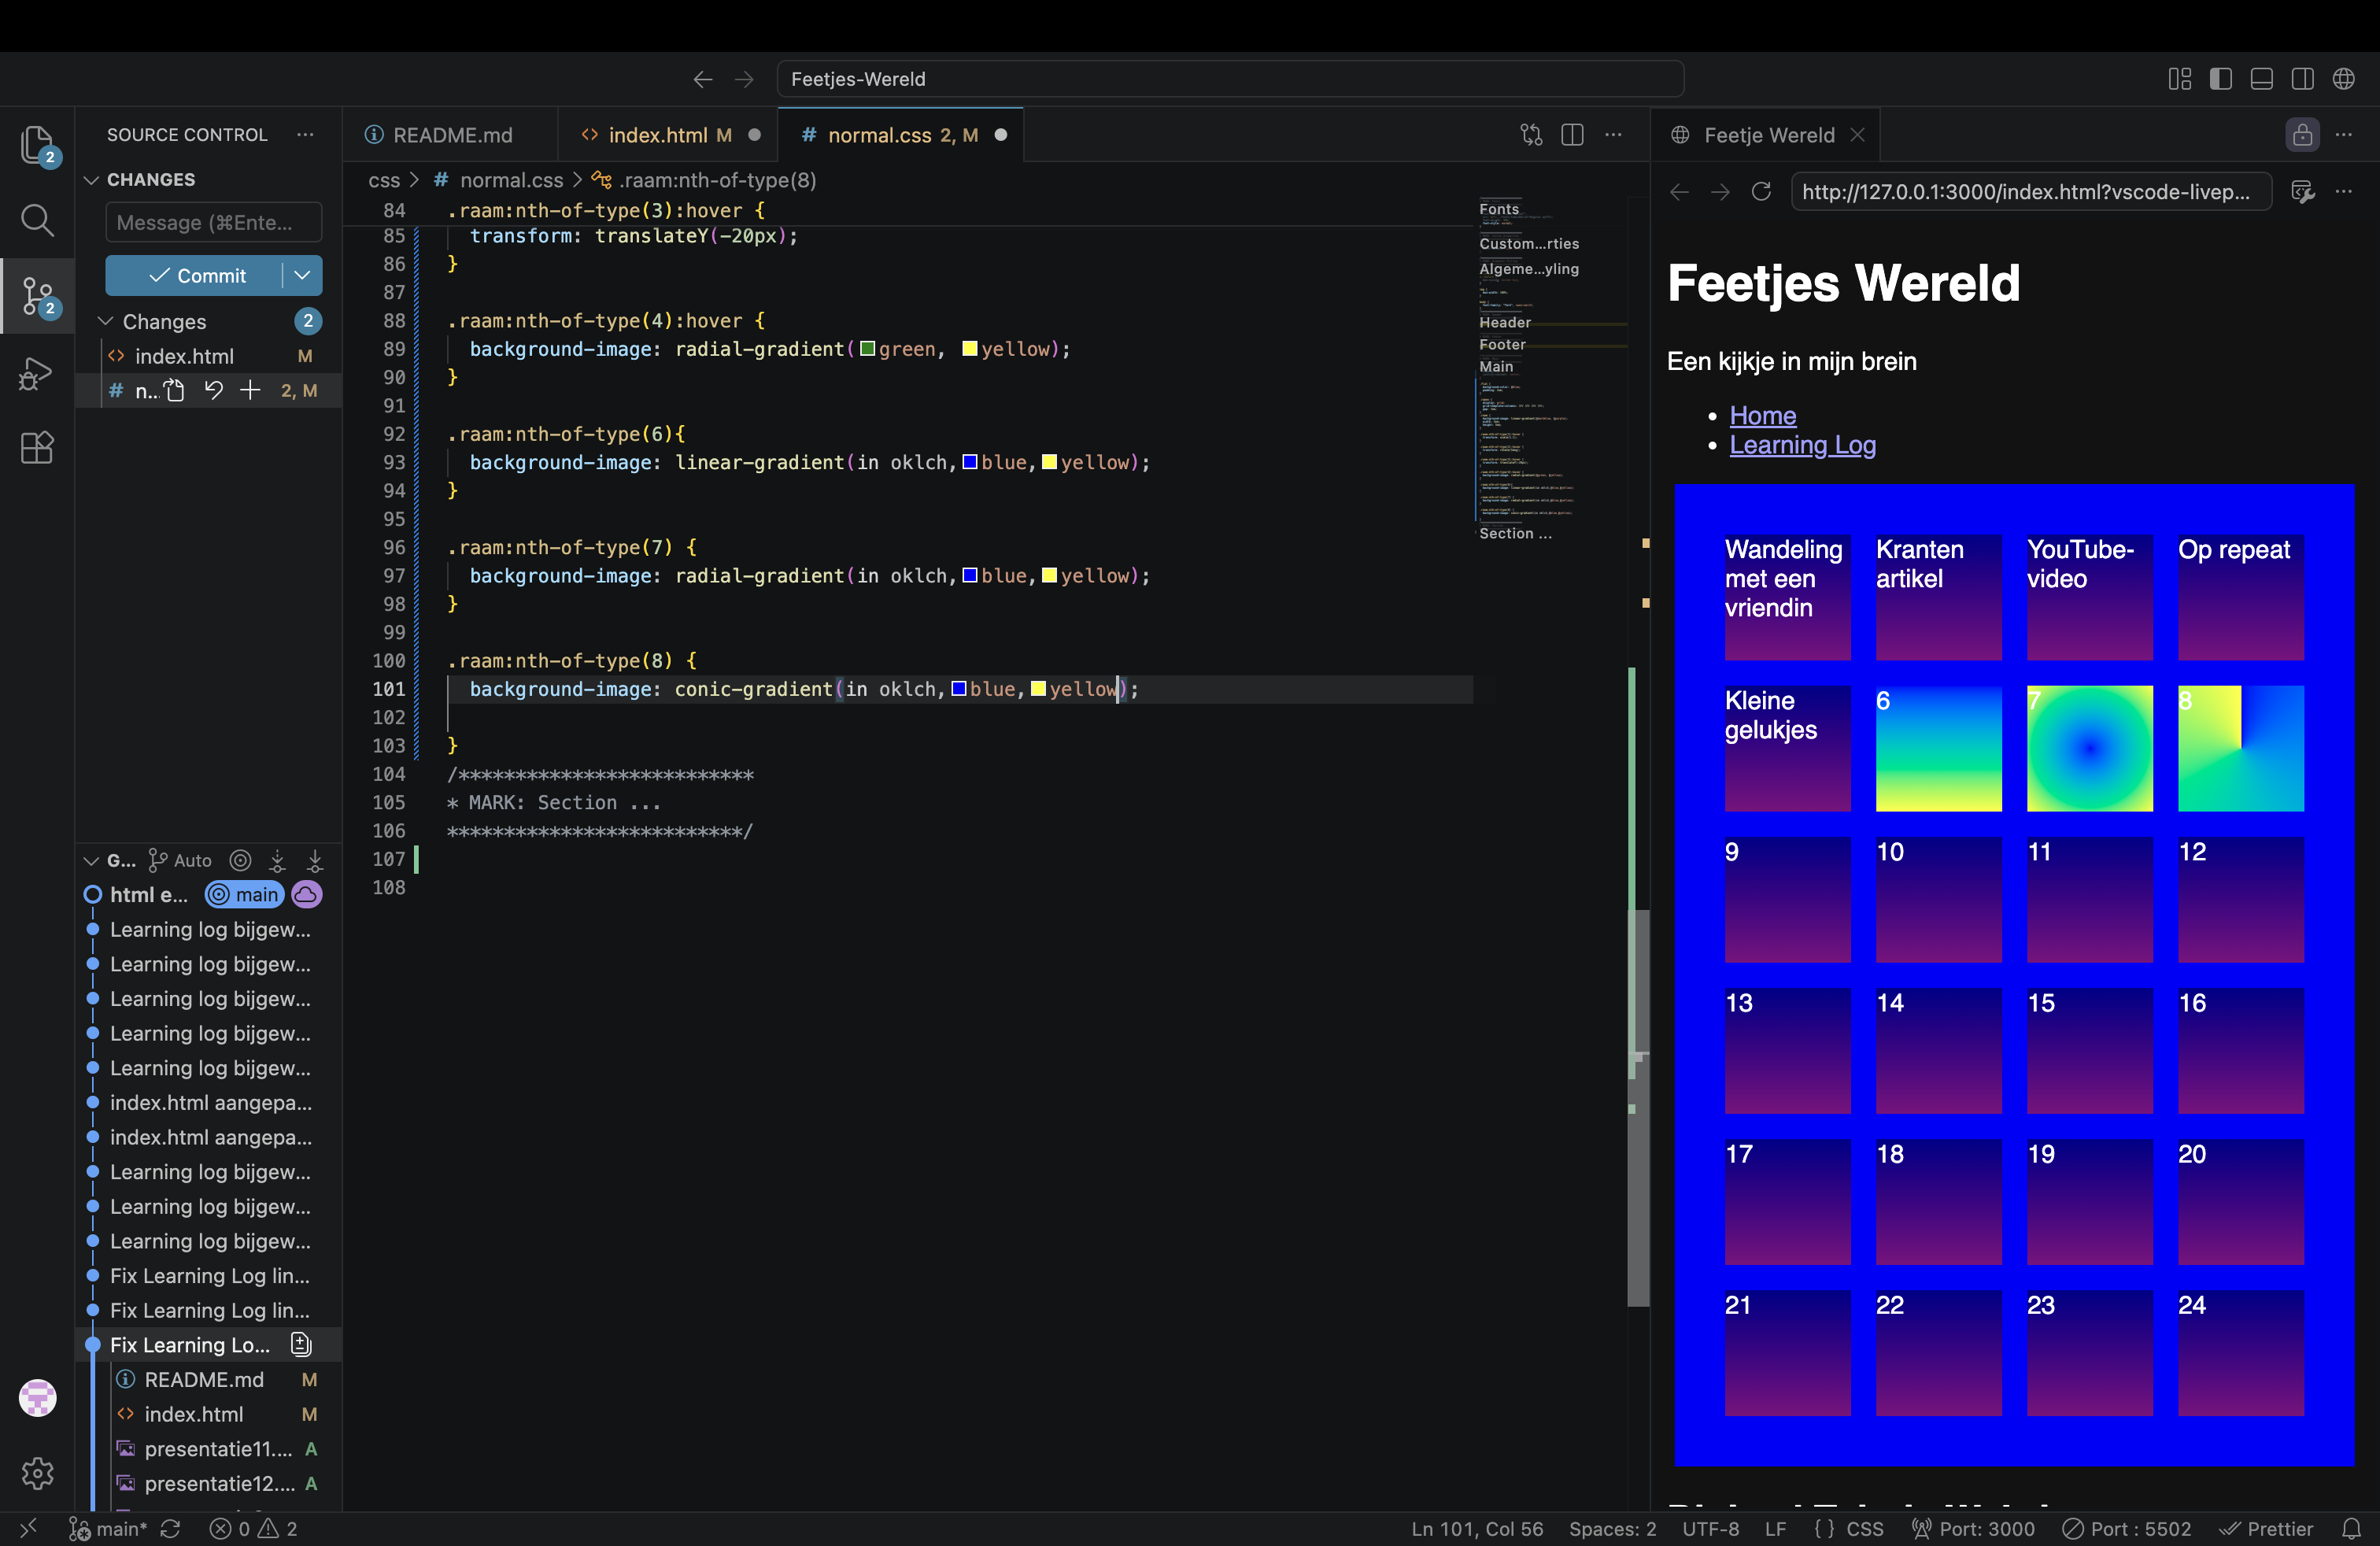 Feetjes-Wereld
2
2
SOURCE CONTROL
CHANGES
Message (⌘Ente...
Commit
Changes 2
index.html M
n... 2, M
G... Auto
html e... main
Learning log bijgew...
Learning log bijgew...
Learning log bijgew...
Learning log bijgew...
Learning log bijgew...
index.html aangepa...
index.html aangepa...
Learning log bijgew...
Learning log bijgew...
Learning log bijgew...
Fix Learning Log lin...
Fix Learning Log lin...
Fix Learning Lo...
README.md M
index.html M
presentatie11.... A
presentatie12.... A
README.md
index.html M
normal.css 2, M
css > # normal.css > .raam:nth-of-type(8)
84 .raam:nth-of-type(3):hover {
85 transform: translateY(-20px);
86 }
87
88 .raam:nth-of-type(4):hover {
89 background-image: radial-gradient(green, yellow);
90 }
91
92 .raam:nth-of-type(6){
93 background-image: linear-gradient(in oklch,blue,yellow);
94 }
95
96 .raam:nth-of-type(7) {
97 background-image: radial-gradient(in oklch,blue,yellow);
98 }
99
100 .raam:nth-of-type(8) {
101 background-image: conic-gradient(in oklch,blue,yellow);
102
103 }
104 /**************************
105 * MARK: Section ...
106 **************************/
107
108
Fonts
Custom...rties
Algeme...yling
Header
Footer
Main
Section ...
Feetje Wereld
http://127.0.0.1:3000/index.html?vscode-livep...
Feetjes Wereld
Een kijkje in mijn brein
• Home
• Learning Log
Wandeling met een vriendin
Kranten artikel
YouTube-video
Op repeat
Kleine gelukjes
6
7
8
9
10
11
12
13
14
15
16
17
18
19
20
21
22
23
24
main* 0 2
Ln 101, Col 56 Spaces: 2 UTF-8 LF {} CSS Port: 3000 Port : 5502 Prettier